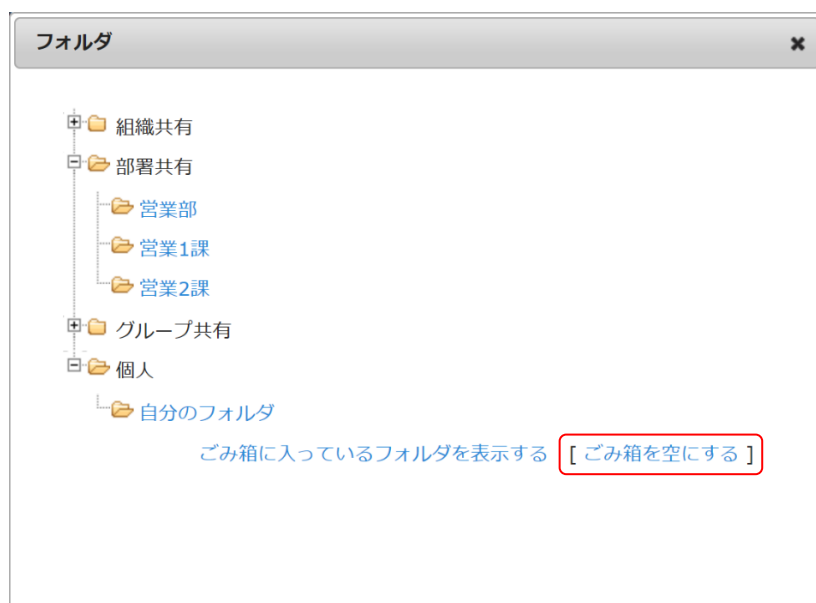 フォルダ
組織共有
部署共有
営業部
営業1課
営業2課
グループ共有
個人
自分のフォルダ
ごみ箱に入っているフォルダを表示する [ ごみ箱を空にする ]